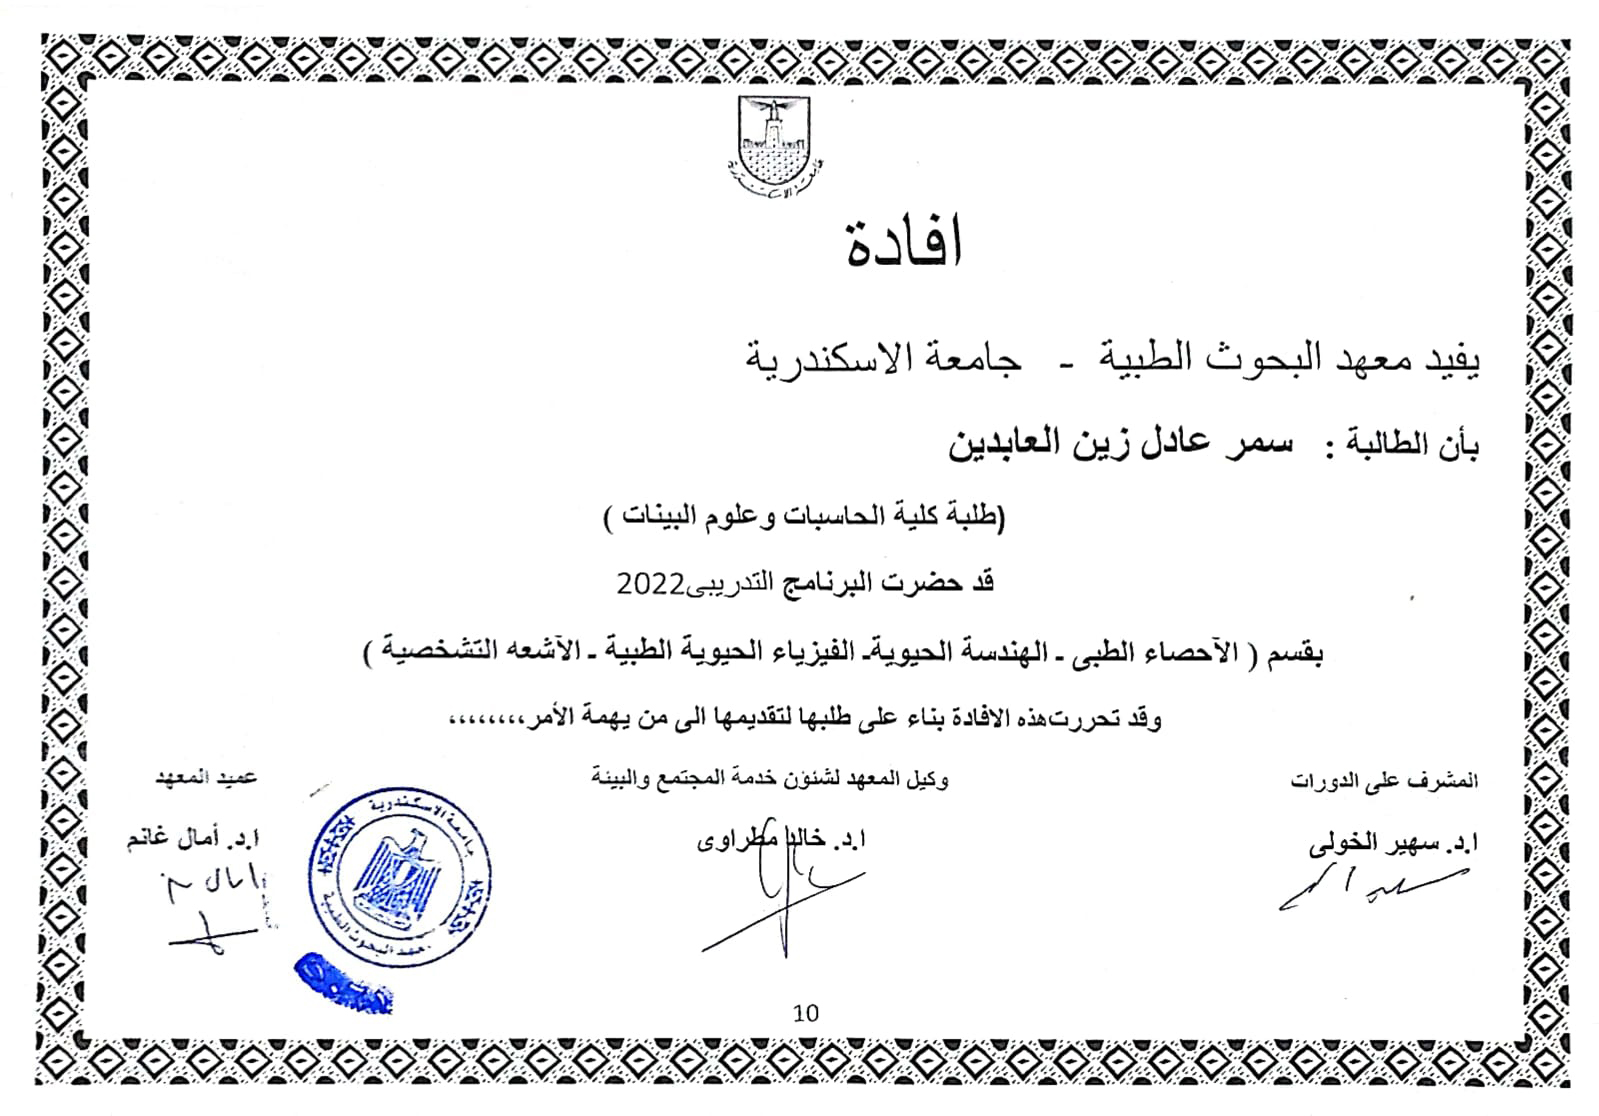 جامعة الاسكندرية
افادة
يفيد معهد البحوث الطبية - جامعة الاسكندرية
بأن الطالبة : سمر عادل زين العابدين
(طلبة كلية الحاسبات وعلوم البينات )
قد حضرت البرنامج التدريبى2022
بقسم ( الآحصاء الطبى - الهندسة الحيوية- الفيزياء الحيوية الطبية - الآشعه التشخصية )
وقد تحررت هذه الافادة بناء على طلبها لتقديمها الى من يهمة الأمر،،،،،،،،
المشرف على الدورات وكيل المعهد لشئون خدمة المجتمع والبينة عميد المعهد
ا.د. سهير الخولى ا.د. خالد مطراوى ا.د. أمال غانم
جامعة الاسكندرية
معهد البحوث الطبية
10